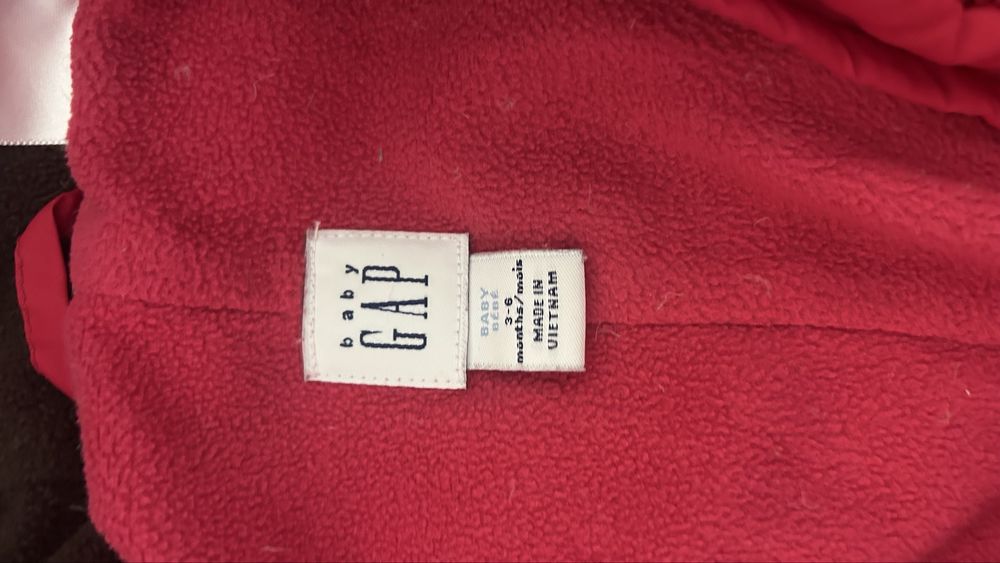 baby
GAP
BABY
BÉBÉ
3-6
months/mois
MADE IN
VIETNAM